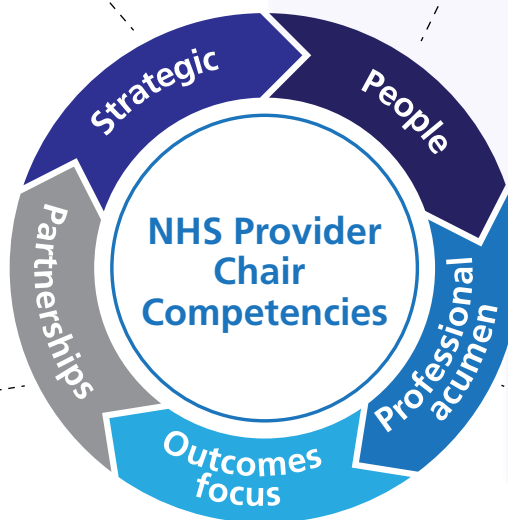 Strategic
People
Professional
acumen
Outcomes
focus
Partnerships
NHS Provider
Chair
Competencies